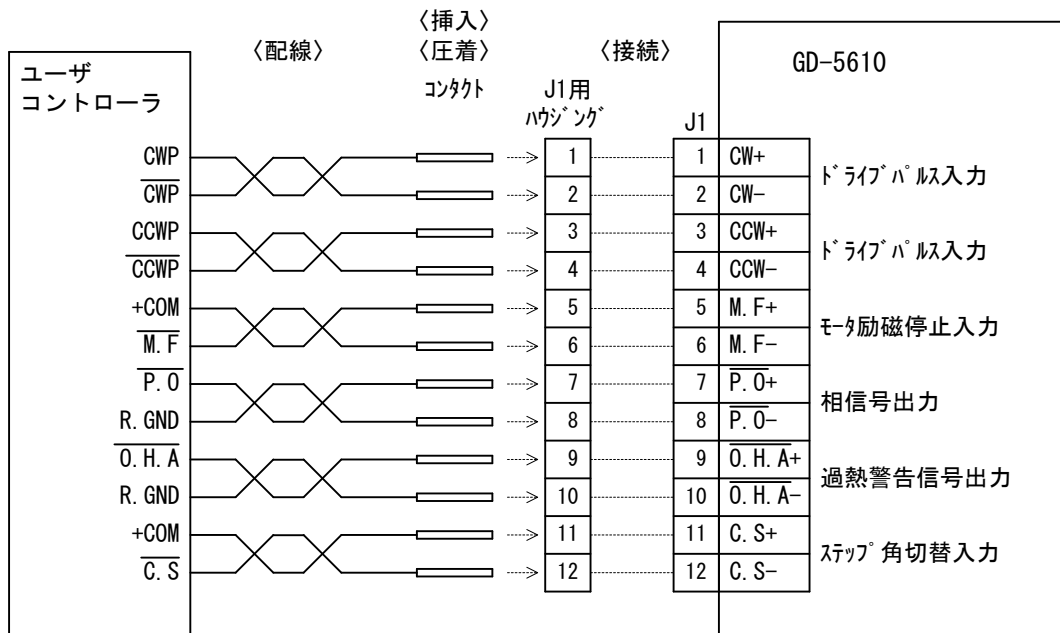 〈挿入〉
〈配線〉 〈圧着〉 〈接続〉
GD-5610
ユーザ
コントローラ
コンタクト
J1用
ﾊｳｼﾞﾝｸﾞ
J1
CWP 1 1 CW+
C̅W̅P̅ 2 2 CW-
ﾄﾞﾗｲﾌﾞﾊﾟﾙｽ入力
CCWP 3 3 CCW+
C̅C̅W̅P̅ 4 4 CCW-
ﾄﾞﾗｲﾌﾞﾊﾟﾙｽ入力
+COM 5 5 M.F+
M̅.̅F̅ 6 6 M.F-
ﾓｰﾀ励磁停止入力
P̅.̅O̅ 7 7 P̅.̅O̅+
R.GND 8 8 P̅.̅O̅-
相信号出力
O̅.̅H̅.̅A̅ 9 9 O̅.̅H̅.̅A̅+
R.GND 10 10 O̅.̅H̅.̅A̅-
過熱警告信号出力
+COM 11 11 C.S+
C̅.̅S̅ 12 12 C.S-
ｽﾃｯﾌﾟ角切替入力